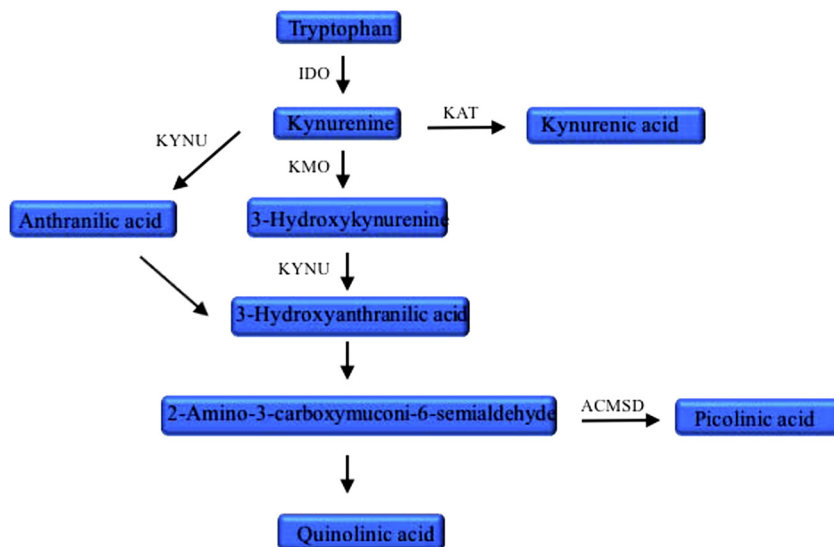 Tryptophan
IDO
Kynurenine
KAT
Kynurenic acid
KYNU
KMO
Anthranilic acid
3-Hydroxykynurenine
KYNU
3-Hydroxyanthranilic acid
2-Amino-3-carboxymuconi-6-semialdehyde
ACMSD
Picolinic acid
Quinolinic acid